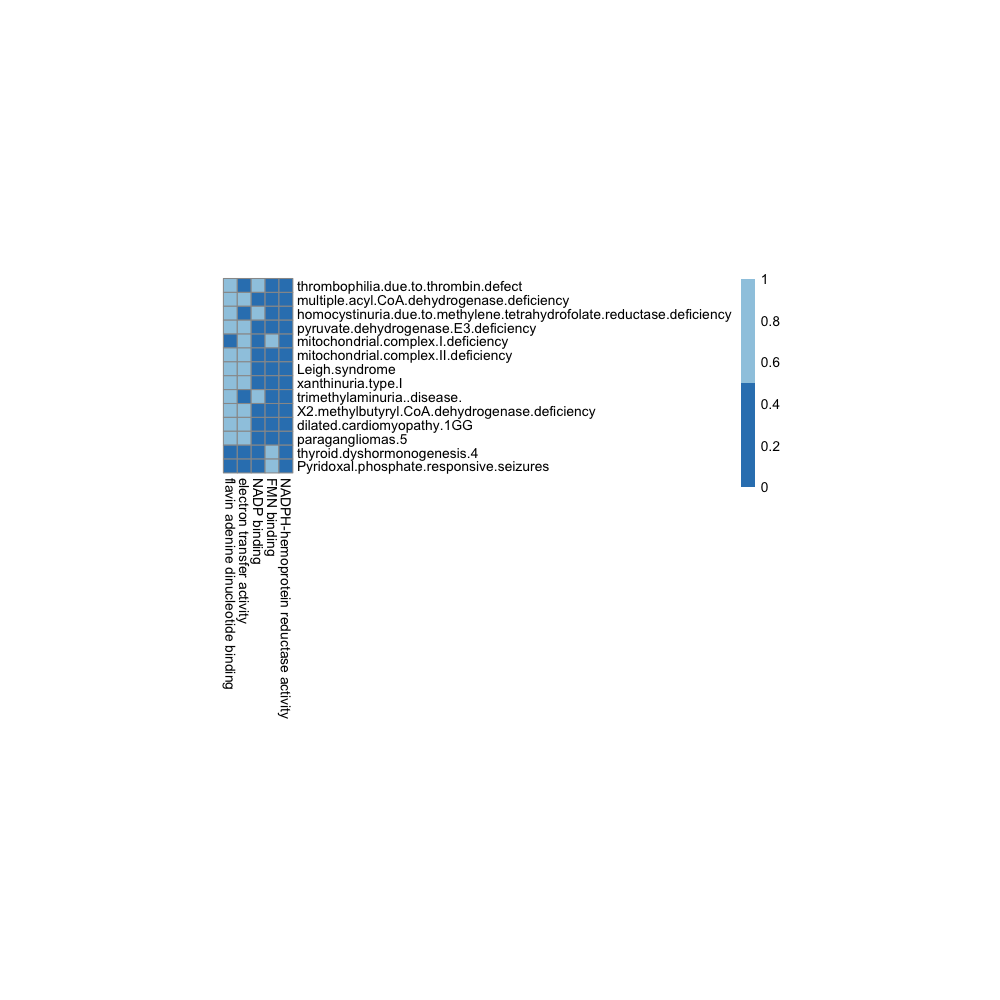 thrombophilia.due.to.thrombin.defect
multiple.acyl.CoA.dehydrogenase.deficiency
homocystinuria.due.to.methylene.tetrahydrofolate.reductase.deficiency
pyruvate.dehydrogenase.E3.deficiency
mitochondrial.complex.I.deficiency
mitochondrial.complex.II.deficiency
Leigh.syndrome
xanthinuria.type.I
trimethylaminuria..disease.
X2.methylbutyryl.CoA.dehydrogenase.deficiency
dilated.cardiomyopathy.1GG
paragangliomas.5
thyroid.dyshormonogenesis.4
Pyridoxal.phosphate.responsive.seizures
1
0.8
0.6
0.4
0.2
0
flavin adenine dinucleotide binding
electron transfer activity
NADP binding
FMN binding
NADPH-hemoprotein reductase activity